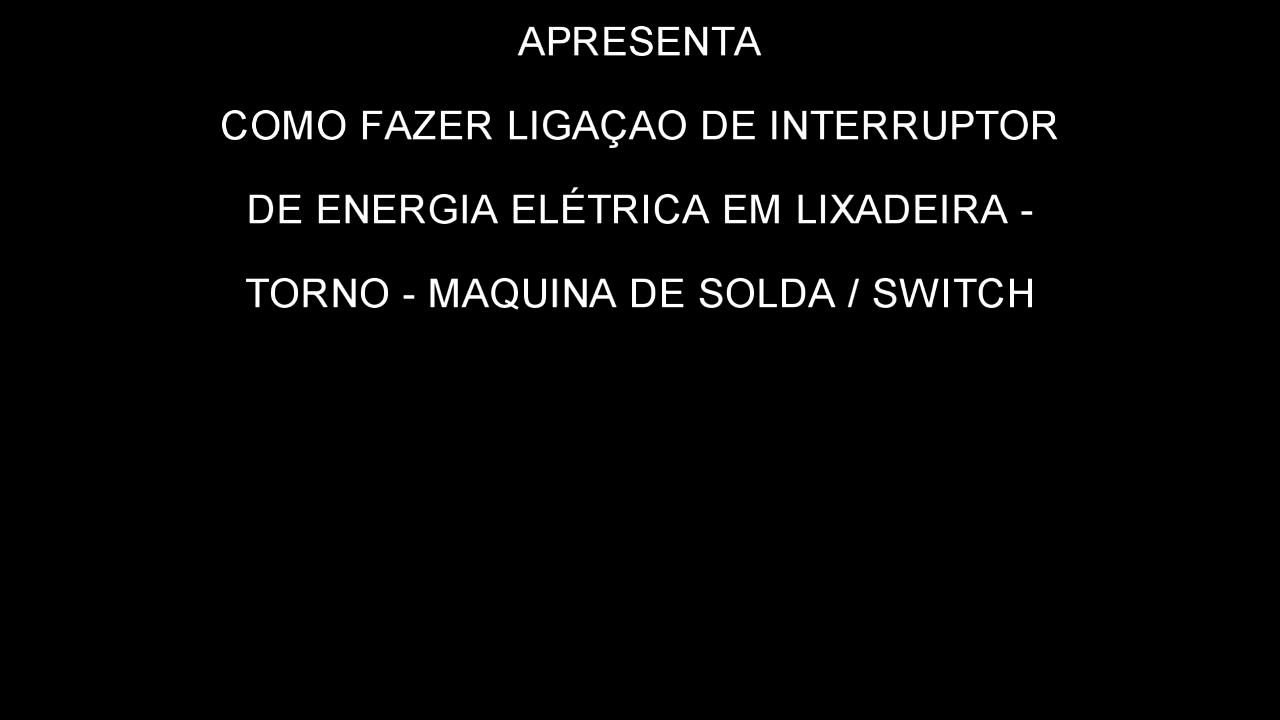 APRESENTA
COMO FAZER LIGAÇAO DE INTERRUPTOR
DE ENERGIA ELÉTRICA EM LIXADEIRA -
TORNO - MAQUINA DE SOLDA / SWITCH